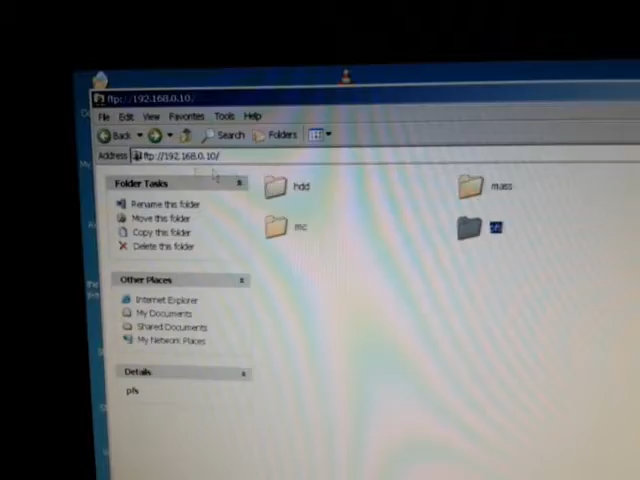 ftp://192.168.0.10/
File Edit View Favorites Tools Help
Back Search Folders
Address ftp://192.168.0.10/
Folder Tasks
Rename this folder
Move this folder
Copy this folder
Delete this folder
Other Places
Internet Explorer
My Documents
Shared Documents
My Network Places
Details
pfs
hdd
mass
mc
pfs